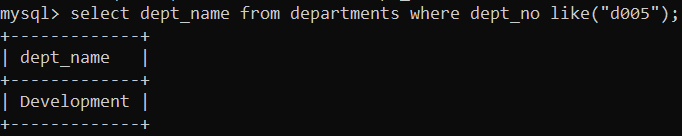 mysql> select dept_name from departments where dept_no like("d005");
+-------------+
| dept_name   |
+-------------+
| Development |
+-------------+